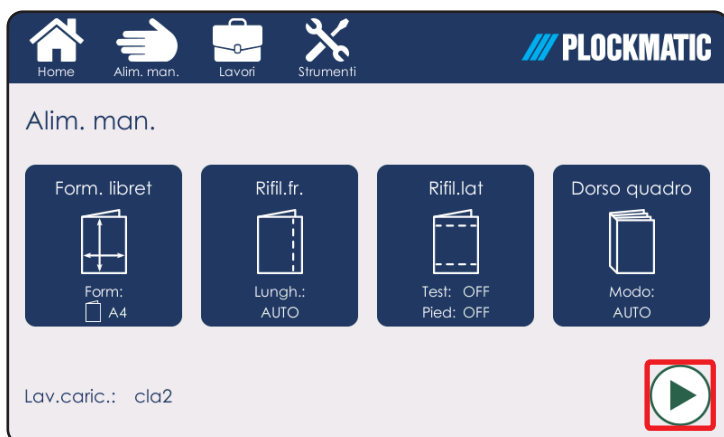 Home Alim. man. Lavori Strumenti PLOCKMATIC
Alim. man.
Form. libret
Form:
A4
Rifil.fr.
Lungh.:
AUTO
Rifil.lat
Test: OFF
Pied: OFF
Dorso quadro
Modo:
AUTO
Lav.caric.: cla2